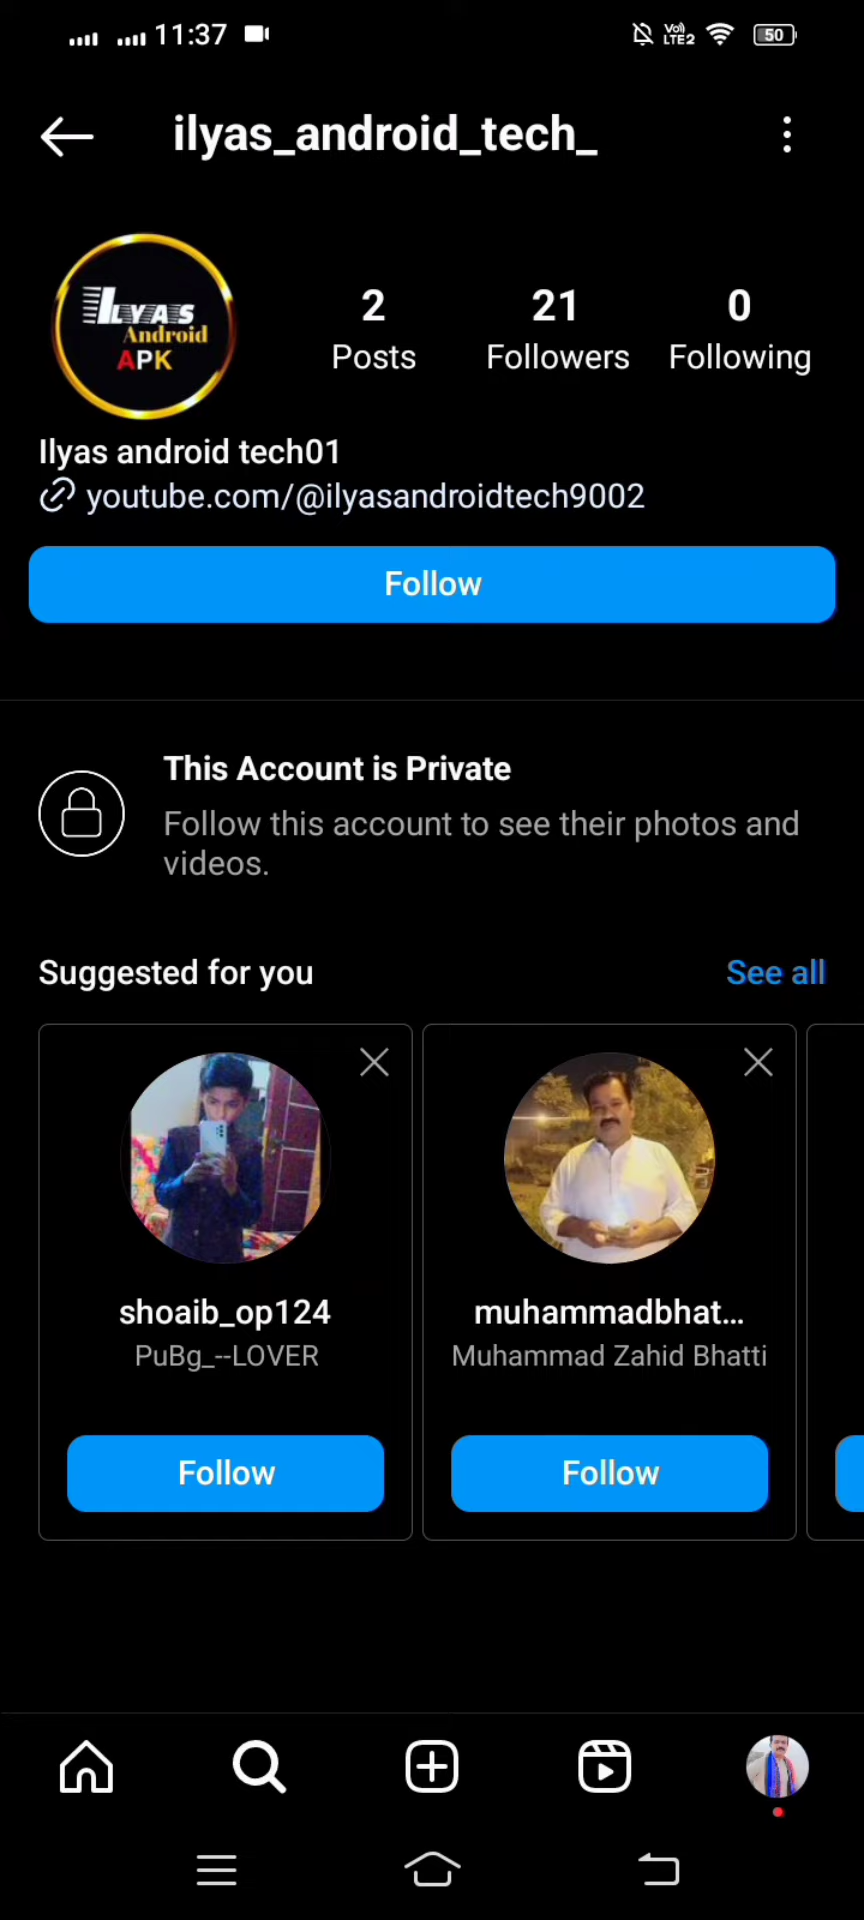 11:37
Vo)
LTE2
50
ilyas_android_tech_
ILYAS
Android
APK
2
21
0
Posts
Followers
Following
Ilyas android tech01
youtube.com/@ilyasandroidtech9002
Follow
This Account is Private
Follow this account to see their photos and
videos.
Suggested for you
See all
shoaib_op124
muhammadbhat...
PuBg_--LOVER
Muhammad Zahid Bhatti
Follow
Follow